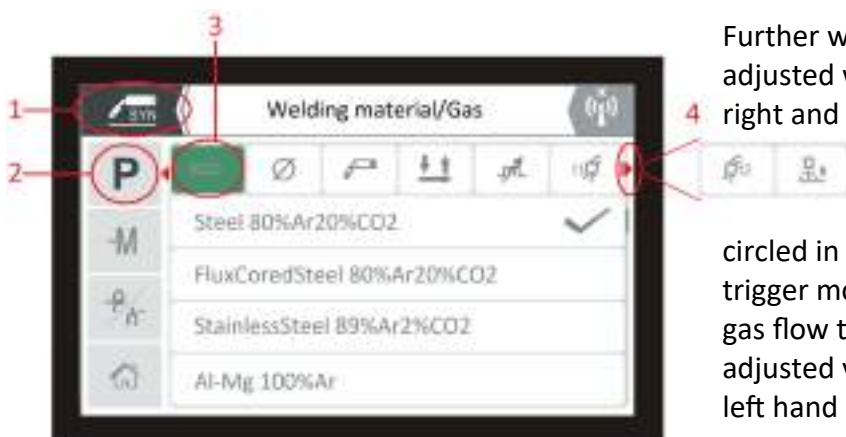 3
Further w
adjusted v
right and
1
SYN
Welding material/Gas
4
2
P
Steel 80%Ar20%CO2
M
FluxCoredSteel 80%Ar20%CO2
StainlessSteel 89%Ar2%CO2
Al-Mg 100%Ar
circled in
trigger mo
gas flow t
adjusted v
left hand